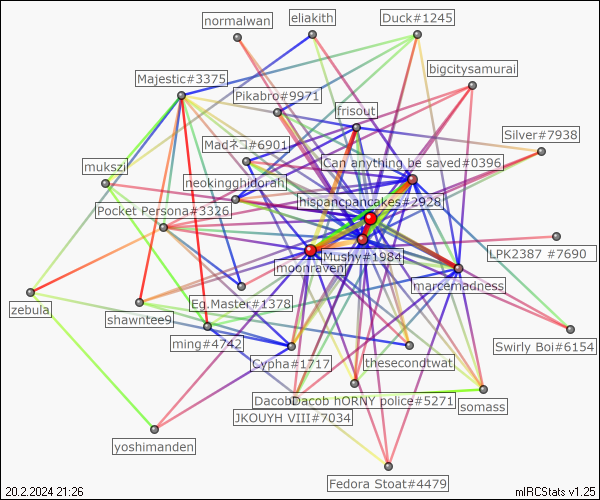 normalwan
eliakith
Duck#1245
bigcitysamurai
Majestic#3375
Pikabro#9971
frisout
Silver#7938
Madネコ#6901
Can anything be saved#0396
mukszi
neokingghidorah
hispancpancakes#2928
Pocket Persona#3326
LPK2387 #7690
Mushy#1984
moonraven
marcemadness
zebula
Eg.Master#1378
shawntee9
ming#4742
Swirly Boi#6154
Cypha#1717
thesecondtwat
DacobDacob hORNY police#5271
somass
JKOUYH VIII#7034
yoshimanden
Fedora Stoat#4479
20.2.2024 21:26
mIRCStats v1.25